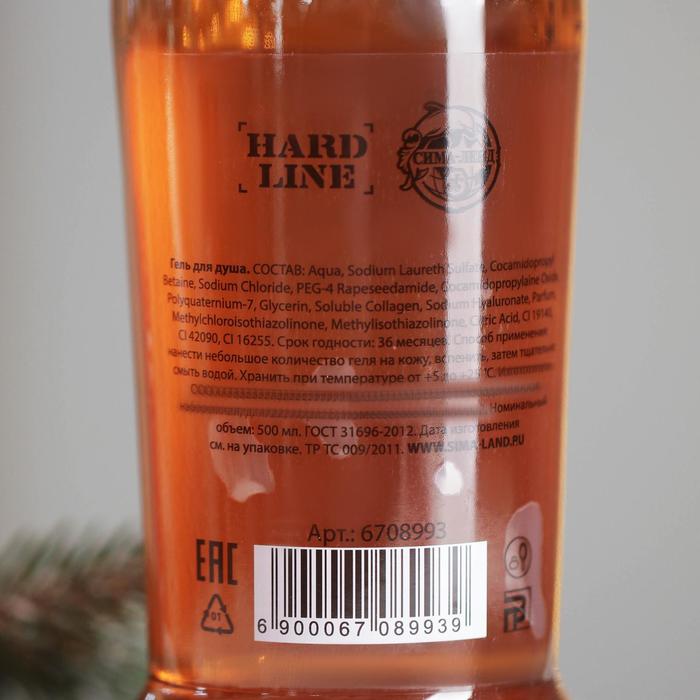 HARD
LINE
СИМА-ЛЕНД
Гель для душа. СОСТАВ: Aqua, Sodium Laureth Sulfate, Cocamidopropyl
Betaine, Sodium Chloride, PEG-4 Rapeseedamide, Cocamidopropylaine Oxide,
Polyquaternium-7, Glycerin, Soluble Collagen, Sodium Hyaluronate, Parfum,
Methylchloroisothiazolinone, Methylisothiazolinone, Citric Acid, CI 19140,
CI 42090, CI 16255. Срок годности: 36 месяцев. Способ применения:
нанести небольшое количество геля на кожу, вспенить, затем тщательно
смыть водой. Хранить при температуре от +5 до +25°C.
Номинальный
объем: 500 мл. ГОСТ 31696-2012. Дата изготовления
см. на упаковке. ТР ТС 009/2011. WWW.SIMA-LAND.RU
Арт.: 6708993
EAC
01
6 900067 089939